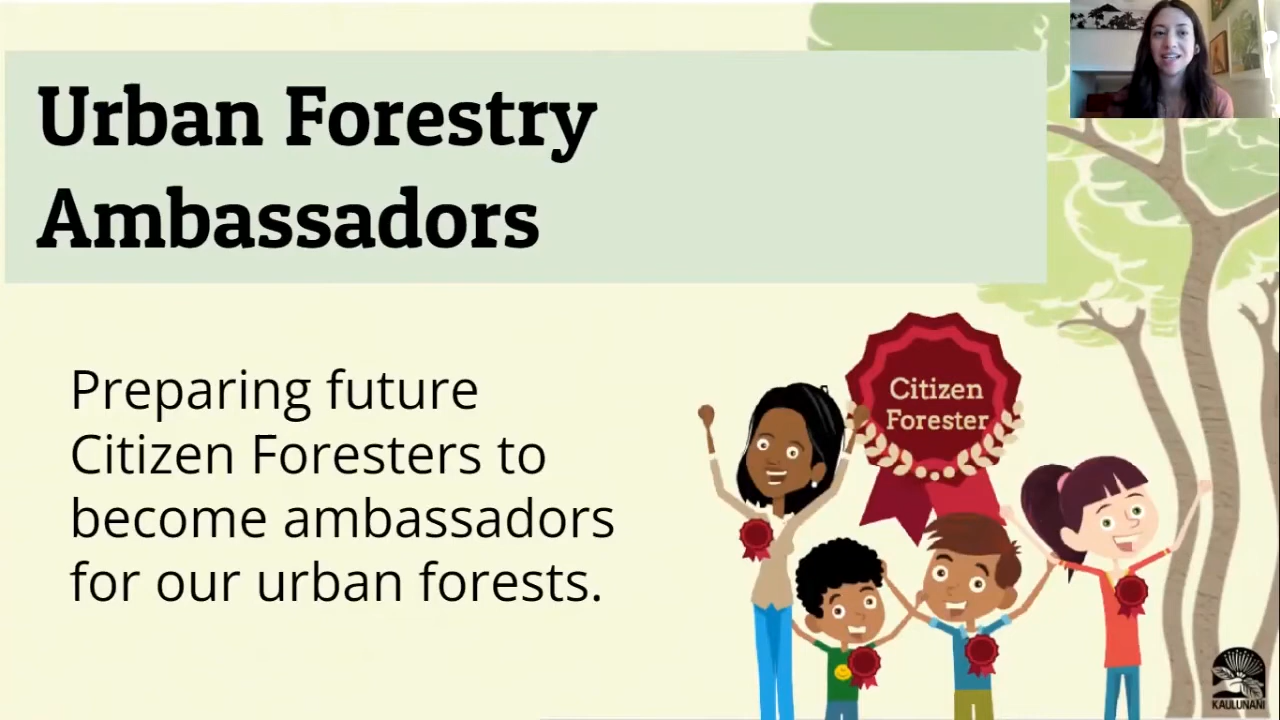 Urban Forestry
Ambassadors
Preparing future
Citizen Foresters to
become ambassadors
for our urban forests.
Citizen
Forester
KAULUNANI